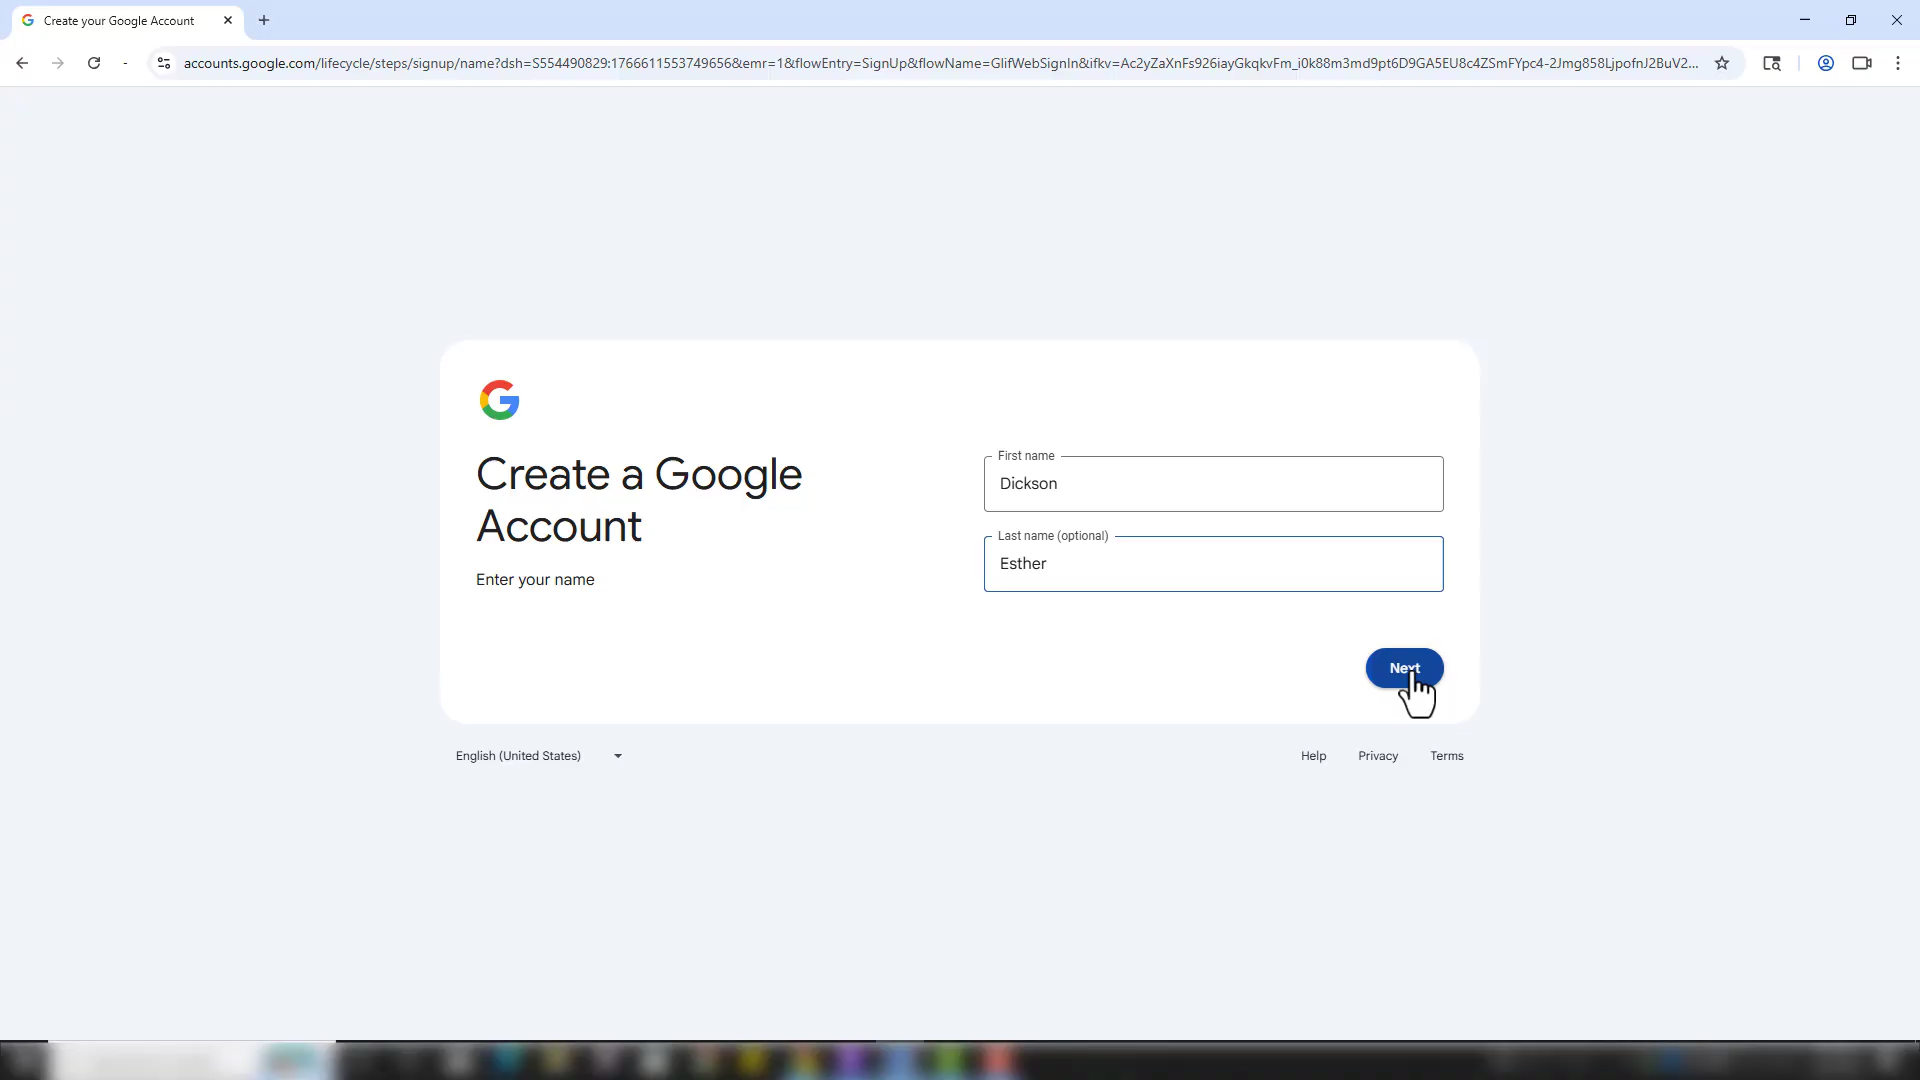 Create your Google Account
accounts.google.com/lifecycle/steps/signup/name?dsh=S554490829:1766611553749656&emr=1&flowEntry=SignUp&flowName=GlifWebSignIn&ifkv=Ac2yZaXnFs926iayGkqkvFm_i0k88m3md9pt6D9GA5EU8c4ZSmFYpc4-2Jmg858LjpofnJ2BuV2...
Create a Google
Account
Enter your name
First name
Dickson
Last name (optional)
Esther
Next
English (United States)
Help Privacy Terms